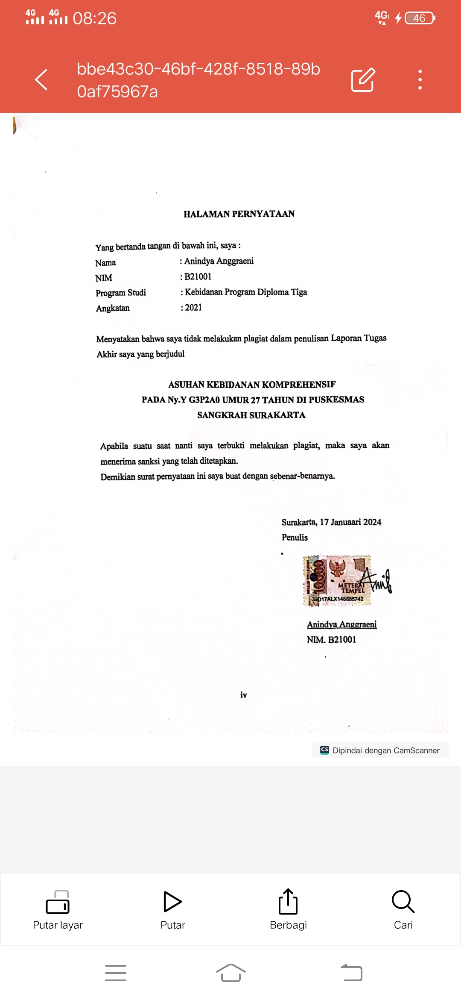 4G 4G 08:26 4G1 46
bbe43c30-46bf-428f-8518-89b
0af75967a
HALAMAN PERNYATAAN
Yang bertanda tangan di bawah ini, saya :
Nama : Anindya Anggraeni
NIM : B21001
Program Studi : Kebidanan Program Diploma Tiga
Angkatan : 2021
Menyatakan bahwa saya tidak melakukan plagiat dalam penulisan Laporan Tugas
Akhir saya yang berjudul
ASUHAN KEBIDANAN KOMPREHENSIF
PADA Ny.Y G3P2A0 UMUR 27 TAHUN DI PUSKESMAS
SANGKRAH SURAKARTA
Apabila suatu saat nanti saya terbukti melakukan plagiat, maka saya akan
menerima sanksi yang telah ditetapkan.
Demikian surat pernyataan ini saya buat dengan sebenar-benarnya.
Surakarta, 17 Januaari 2024
Penulis
10000
METERAI
TEMPEL
39D17ALX146885742
Anindya Anggraeni
NIM. B21001
iv
CS Dipindai dengan CamScanner
Putar layar Putar Berbagi Cari